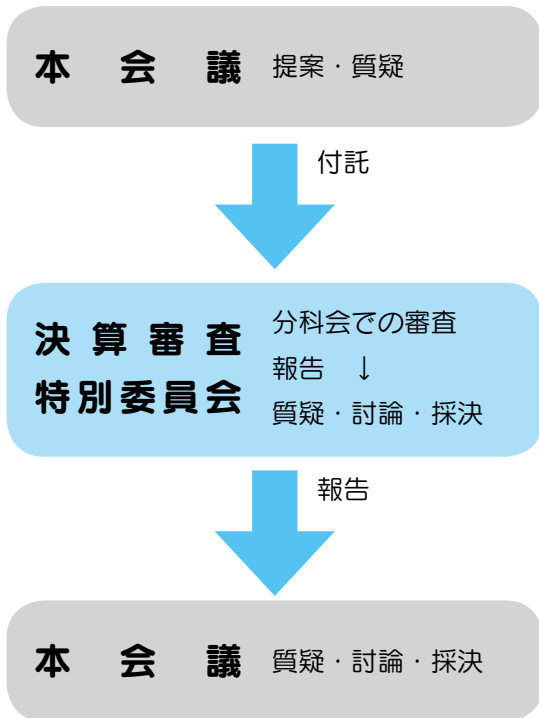 本会議 提案・質疑
付託
決算審査
特別委員会
分科会での審査
報告 ↓
質疑・討論・採決
報告
本会議 質疑・討論・採決